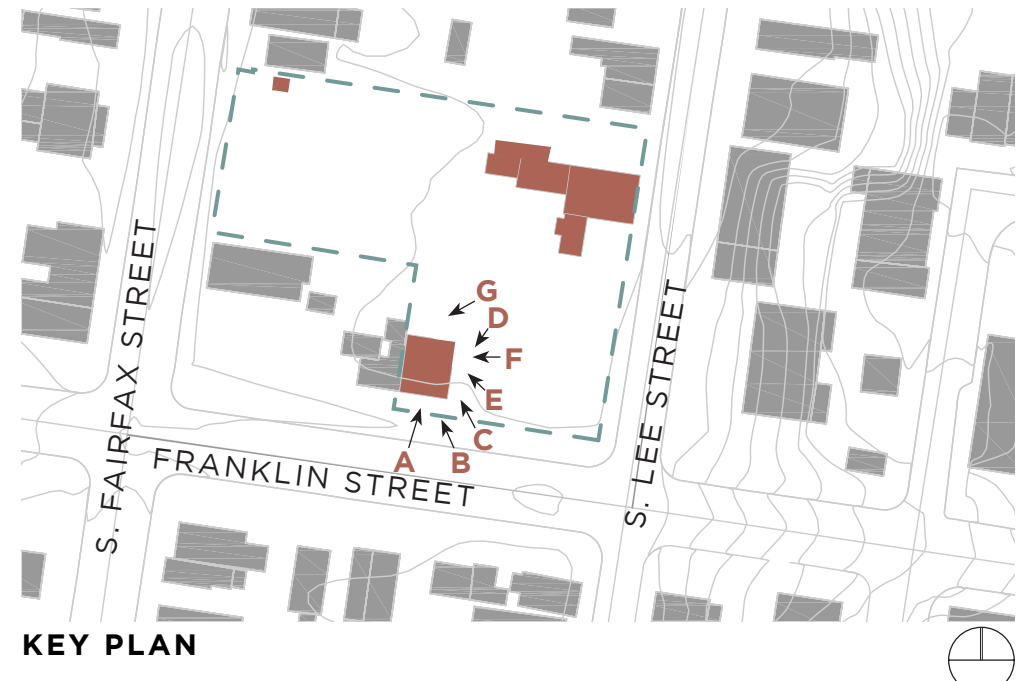 G
D
F
E
C
B
A
S. FAIRFAX STREET
FRANKLIN STREET
S. LEE STREET
KEY PLAN